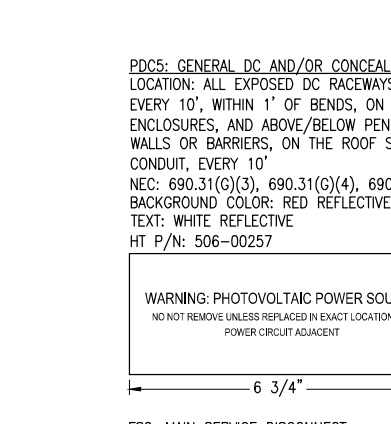 PDC5: GENERAL DC AND/OR CONCEAL
LOCATION: ALL EXPOSED DC RACEWAYS
EVERY 10', WITHIN 1' OF BENDS, ON
ENCLOSURES, AND ABOVE/BELOW PEN
WALLS OR BARRIERS, ON THE ROOF S
CONDUIT, EVERY 10'
NEC: 690.31(G)(3), 690.31(G)(4), 690
BACKGROUND COLOR: RED REFLECTIVE
TEXT: WHITE REFLECTIVE
HT P/N: 506-00257
WARNING: PHOTOVOLTAIC POWER SOU
NO NOT REMOVE UNLESS REPLACED IN EXACT LOCATION
POWER CIRCUIT ADJACENT
6 3/4"
MAIN SERVICE DISCONNECT